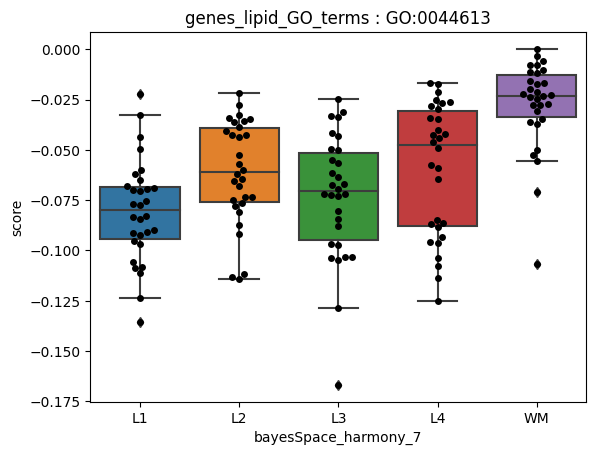 genes_lipid_GO_terms : GO:0044613
0.000
−0.025
−0.050
−0.075
−0.100
−0.125
−0.150
−0.175
score
L1 L2 L3 L4 WM
bayesSpace_harmony_7